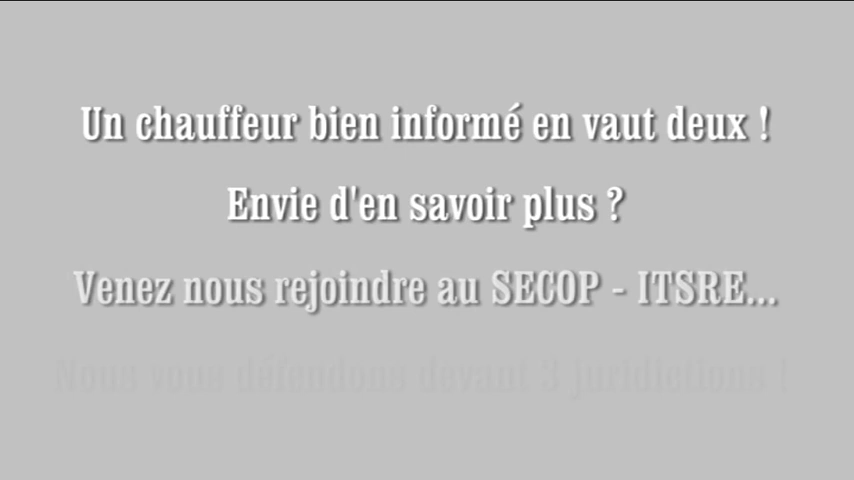 Un chauffeur bien informé en vaut deux !
Envie d'en savoir plus ?
Venez nous rejoindre au SECOP - ITSRE...
Nous vous défendons devant 3 juridictions !